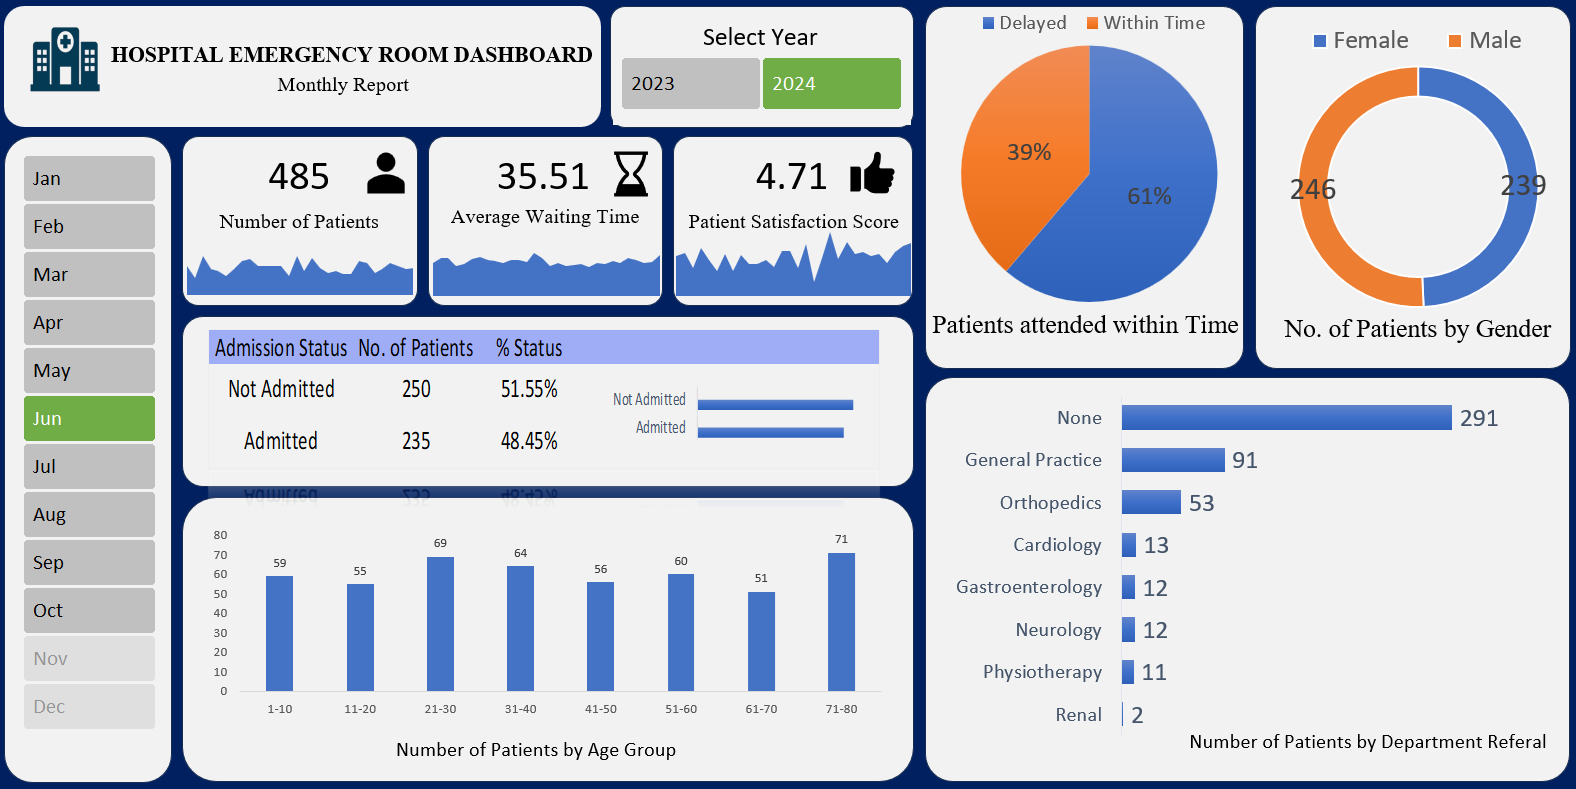 HOSPITAL EMERGENCY ROOM DASHBOARD
Monthly Report
Select Year
2023
2024
Jan
Feb
Mar
Apr
May
Jun
Jul
Aug
Sep
Oct
Nov
Dec
485
Number of Patients
35.51
Average Waiting Time
4.71
Patient Satisfaction Score
Delayed Within Time
39%
61%
Patients attended within Time
Female Male
246
239
No. of Patients by Gender
Admission Status No. of Patients % Status
Not Admitted 250 51.55%
Admitted 235 48.45%
Not Admitted
Admitted
80
70
60
50
40
30
20
10
0
59
55
69
64
56
60
51
71
1-10 11-20 21-30 31-40 41-50 51-60 61-70 71-80
Number of Patients by Age Group
None 291
General Practice 91
Orthopedics 53
Cardiology 13
Gastroenterology 12
Neurology 12
Physiotherapy 11
Renal 2
Number of Patients by Department Referal